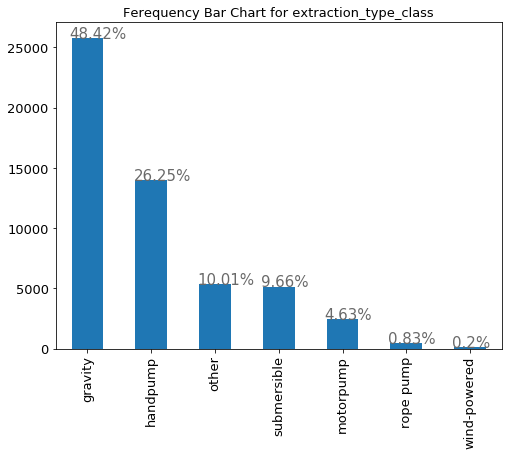 Ferequency Bar Chart for extraction_type_class
25000
20000
15000
10000
5000
0
48.42%
26.25%
10.01%
9.66%
4.63%
0.83%
0.2%
gravity
handpump
other
submersible
motorpump
rope pump
wind-powered